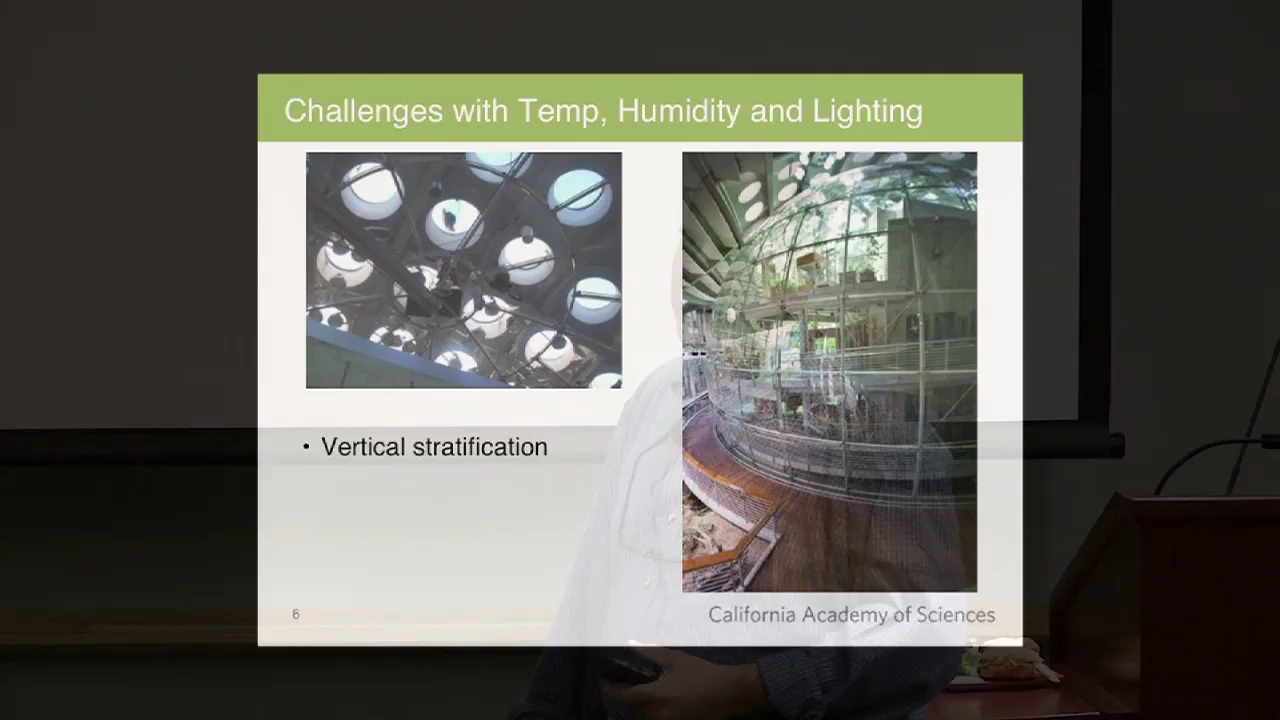 Challenges with Temp, Humidity and Lighting
• Vertical stratification
6
California Academy of Sciences